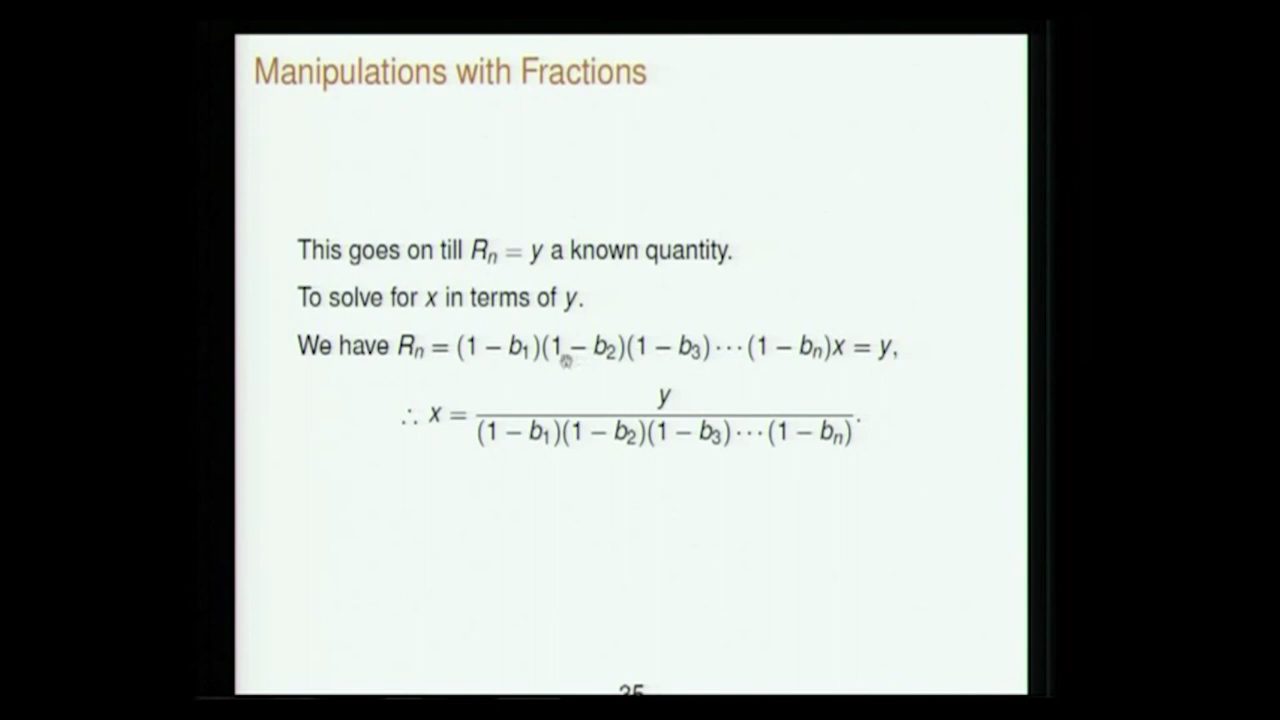 Manipulations with Fractions
This goes on till Rₙ = y a known quantity.
To solve for x in terms of y.
We have Rₙ = (1 – b₁)(1 – b₂)(1 – b₃) ⋯ (1 – bₙ)x = y,
∴ x = y / (1 – b₁)(1 – b₂)(1 – b₃) ⋯ (1 – bₙ).